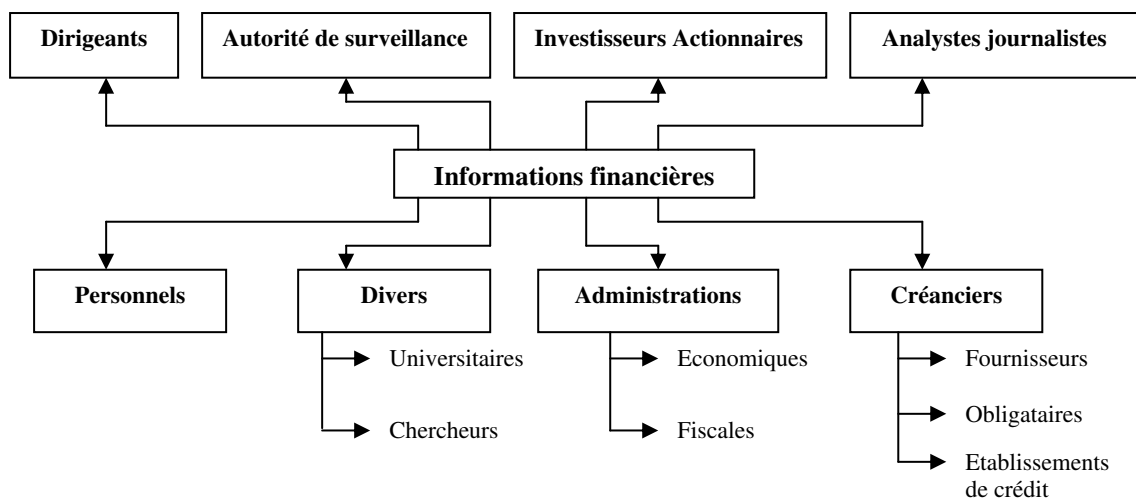 Dirigeants
Autorité de surveillance
Investisseurs Actionnaires
Analystes journalistes
Informations financières
Personnels
Divers
Administrations
Créanciers
Universitaires
Economiques
Fournisseurs
Chercheurs
Fiscales
Obligataires
Etablissements
de crédit